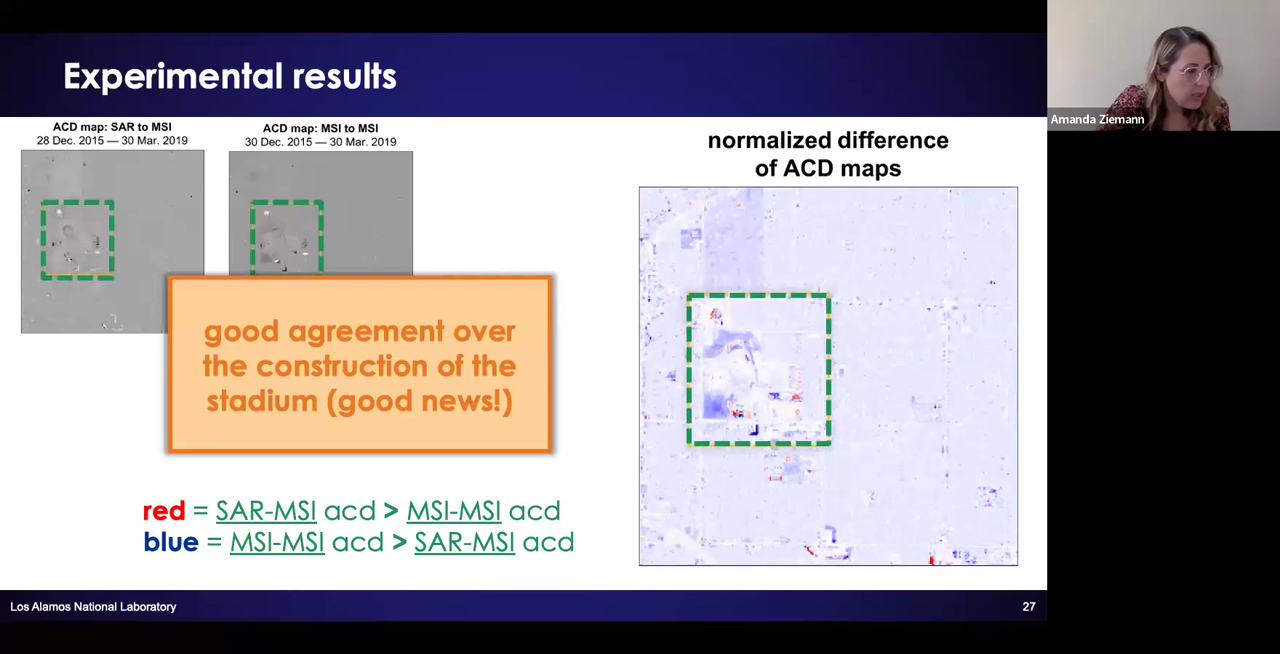 Experimental results
ACD map: SAR to MSI
28 Dec. 2015 — 30 Mar. 2019
ACD map: MSI to MSI
30 Dec. 2015 — 30 Mar. 2019
normalized difference
of ACD maps
good agreement over
the construction of the
stadium (good news!)
red = SAR-MSI acd > MSI-MSI acd
blue = MSI-MSI acd > SAR-MSI acd
Los Alamos National Laboratory
27
Amanda Ziemann